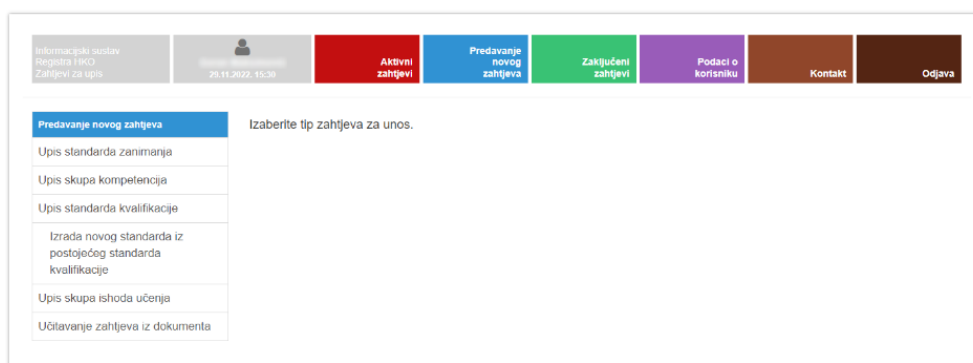 Informacijski sustav
Registra HKO
Zahtjevi za upis
20.11.2022. 15:30
Aktivni
zahtjevi
Predavanje
novog
zahtjeva
Zaključeni
zahtjevi
Podaci o
korisniku
Kontakt
Odjava
Predavanje novog zahtjeva
Izaberite tip zahtjeva za unos.
Upis standarda zanimanja
Upis skupa kompetencija
Upis standarda kvalifikacije
Izrada novog standarda iz
postojećeg standarda
kvalifikacije
Upis skupa ishoda učenja
Učitavanje zahtjeva iz dokumenta